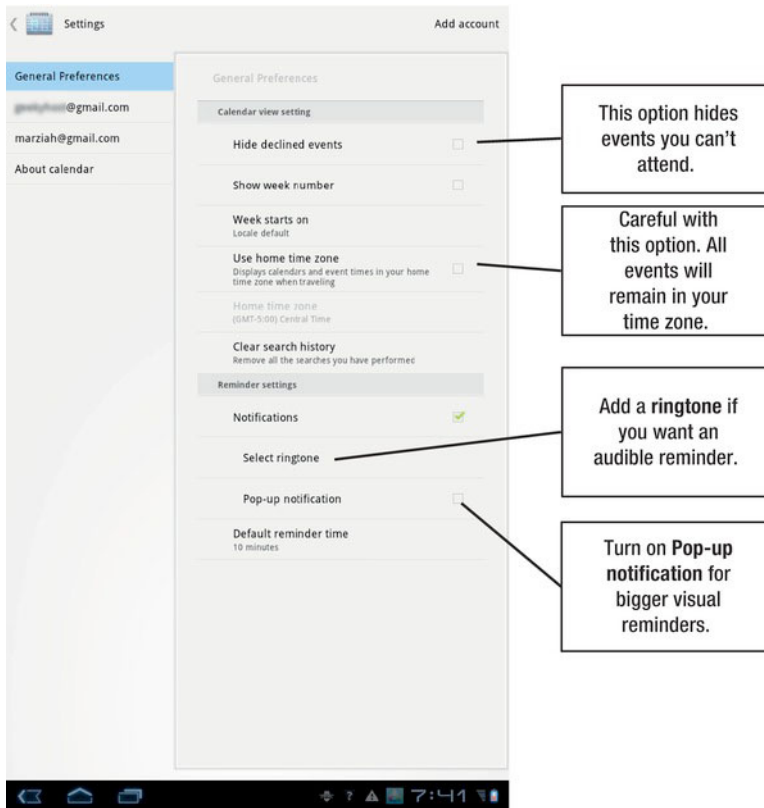 Settings
Add account
General Preferences
@gmail.com
marziah@gmail.com
About calendar
General Preferences
Calendar view setting
Hide declined events
Show week number
Week starts on
Locale default
Use home time zone
Displays calendars and event times in your home
time zone when traveling
Home time zone
(GMT-5:00) Central Time
Clear search history
Remove all the searches you have performed
Reminder settings
Notifications
Select ringtone
Pop-up notification
Default reminder time
10 minutes
This option hides
events you can’t
attend.
Careful with
this option. All
events will
remain in your
time zone.
Add a ringtone if
you want an
audible reminder.
Turn on Pop-up
notification for
bigger visual
reminders.
?
7:41